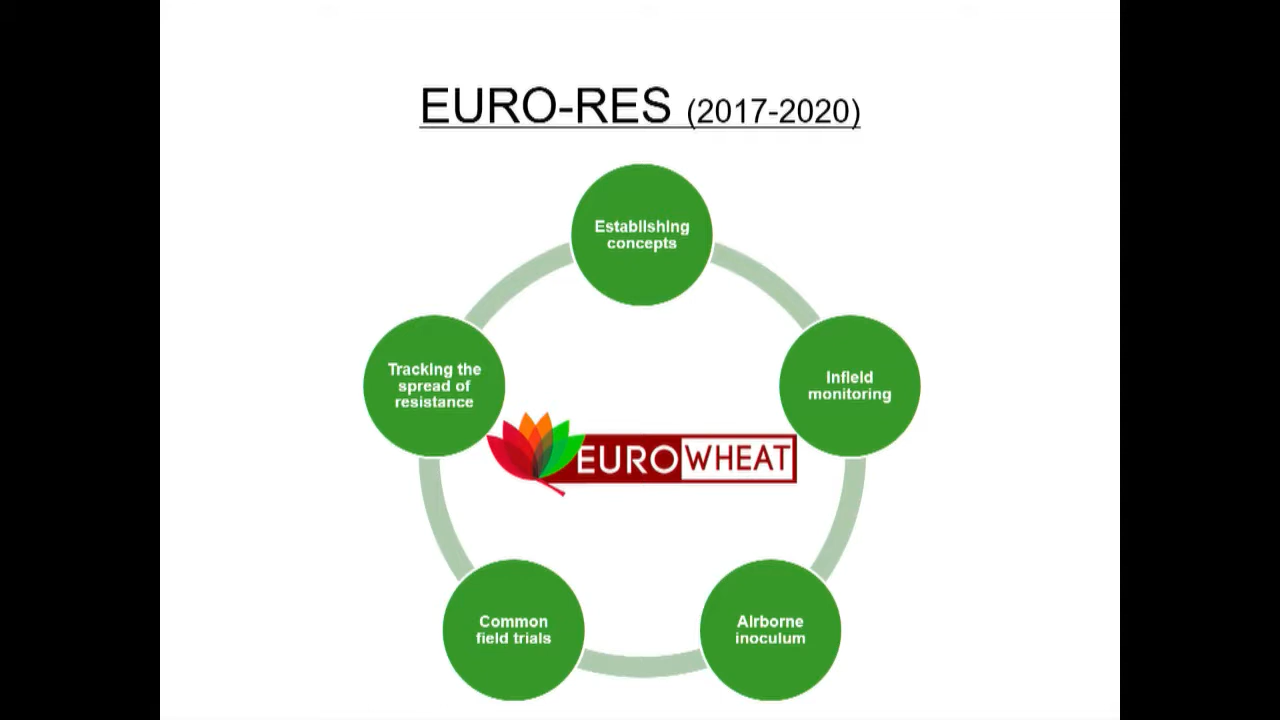 EURO-RES (2017-2020)
Establishing
concepts
Infield
monitoring
Airborne
inoculum
Common
field trials
Tracking the
spread of
resistance
EUROWHEAT